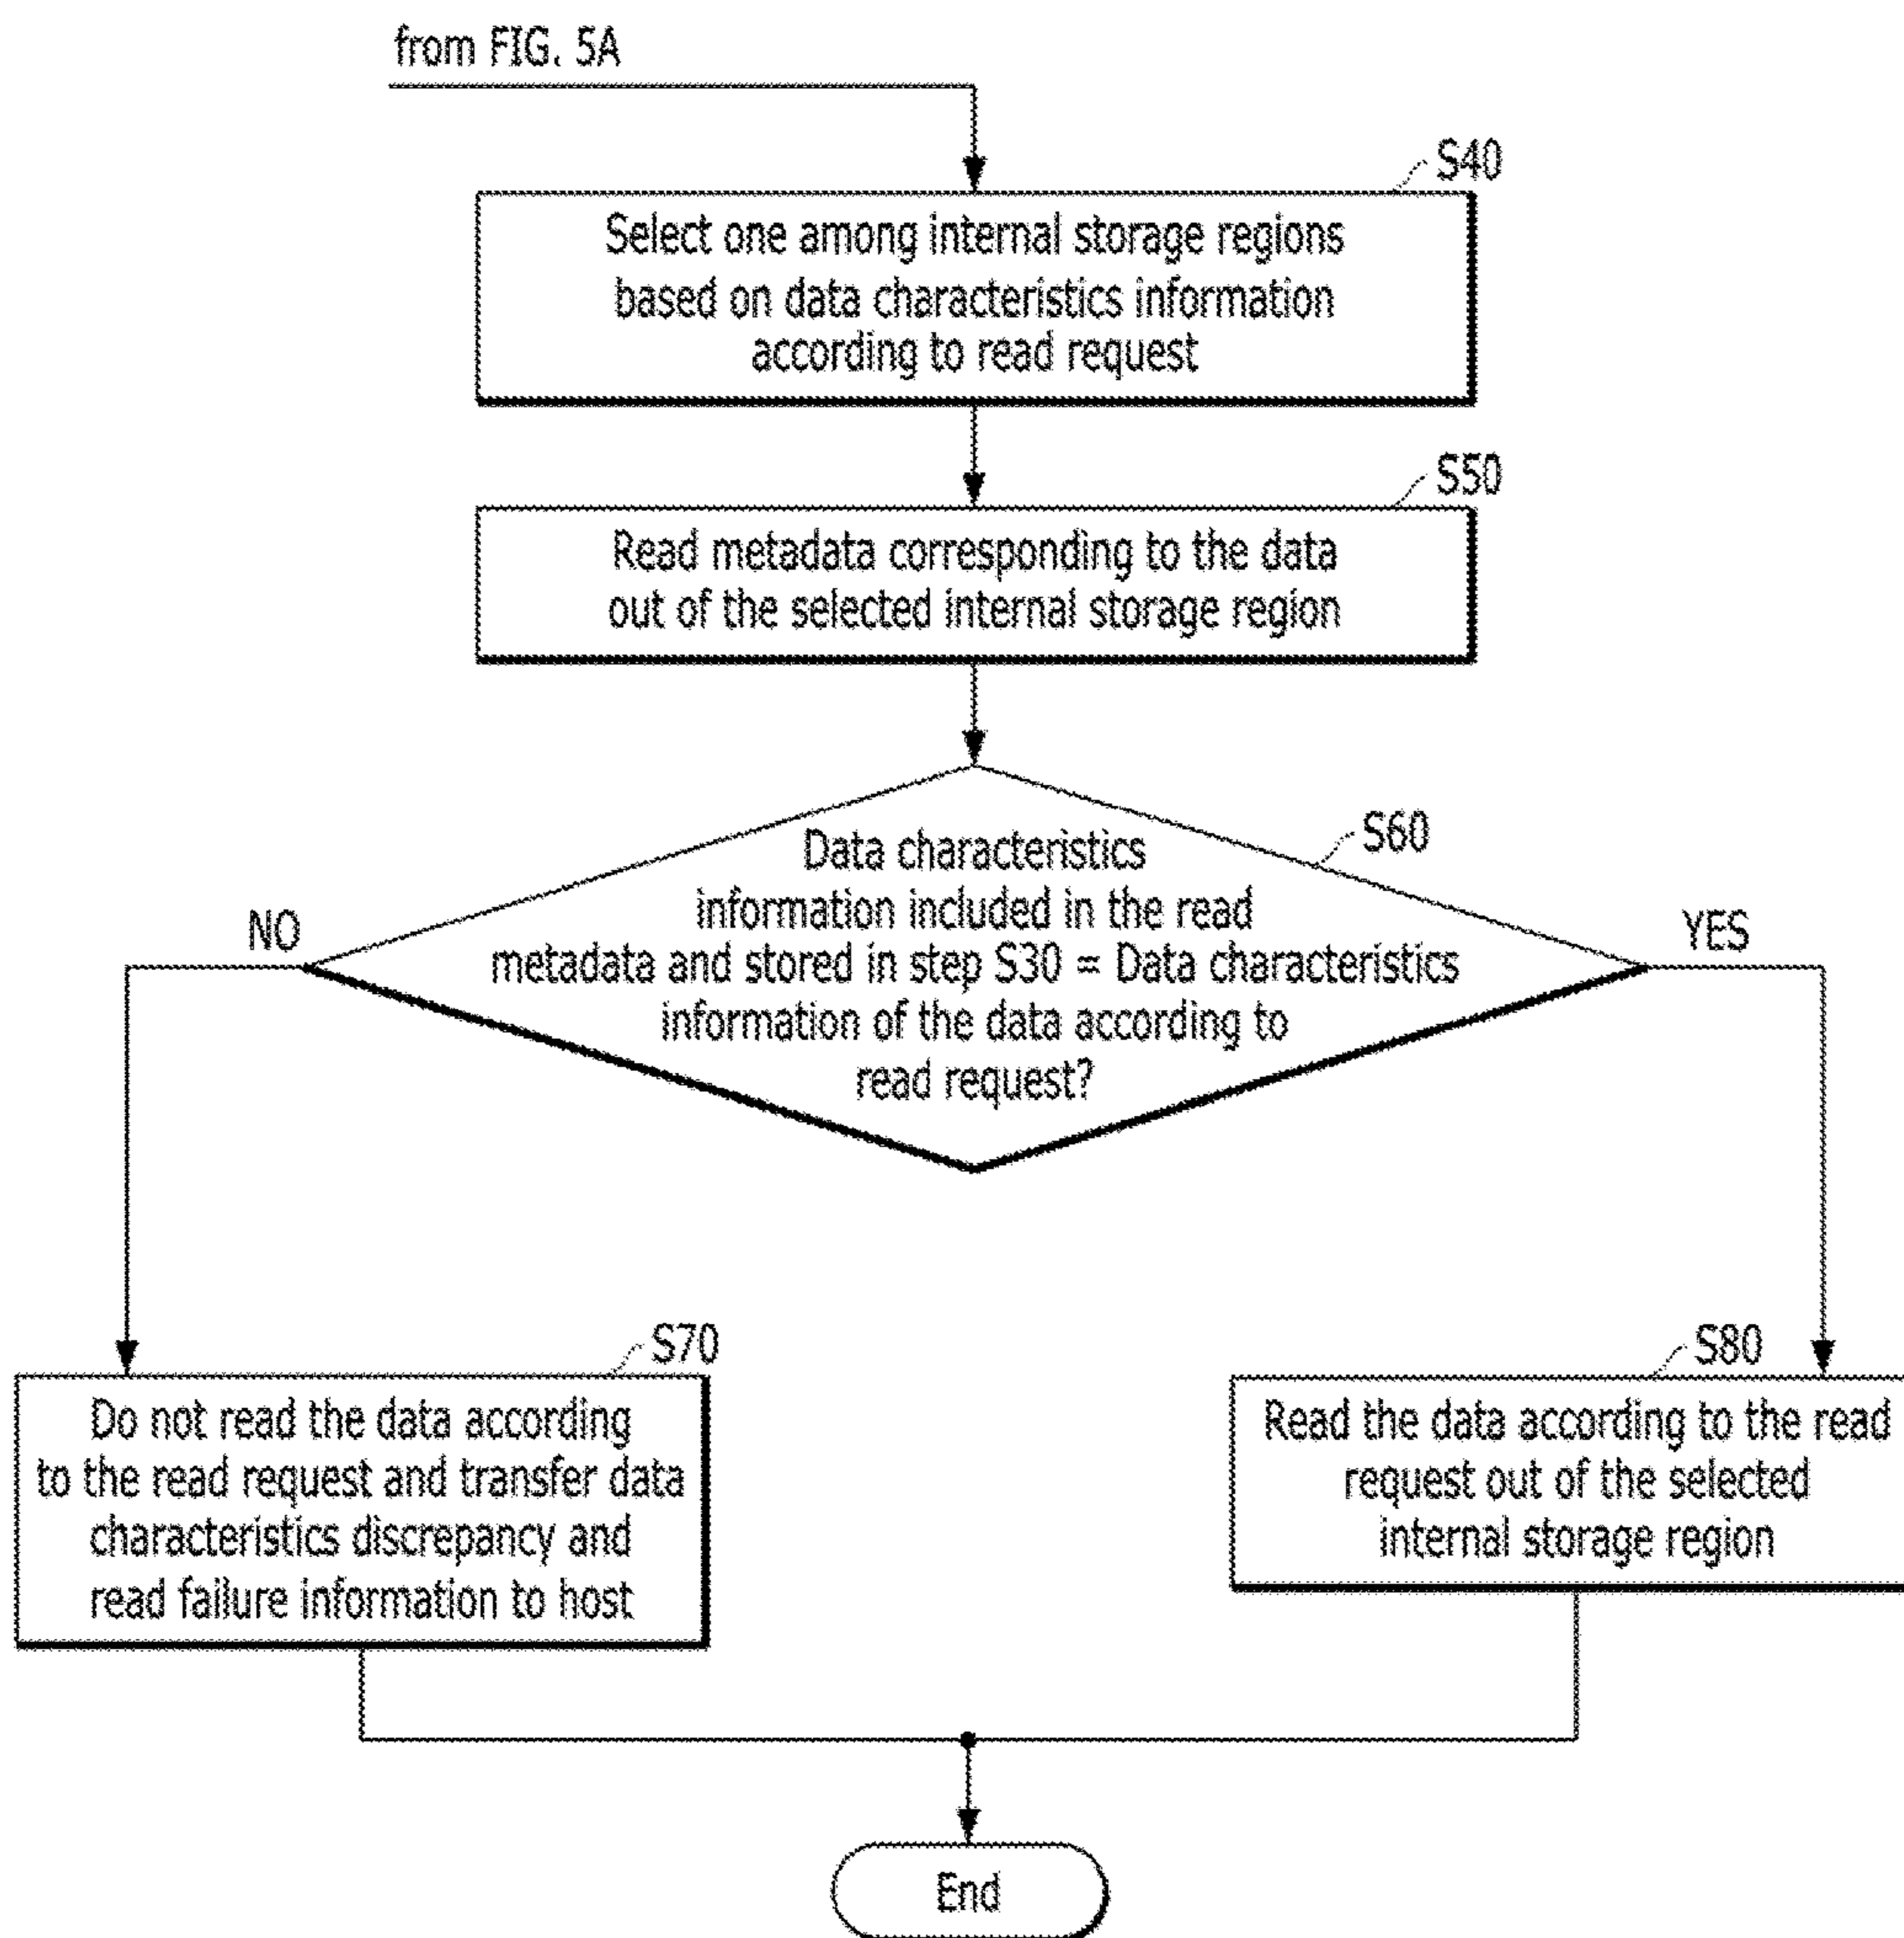 from FIG. 5A
S40
Select one among internal storage regions
based on data characteristics information
according to read request
S50
Read metadata corresponding to the data
out of the selected internal storage region
S60
Data characteristics
information included in the read
metadata and stored in step S30 = Data characteristics
information of the data according to
read request?
NO
YES
S70
Do not read the data according
to the read request and transfer data
characteristics discrepancy and
read failure information to host
S80
Read the data according to the read
request out of the selected
internal storage region
End